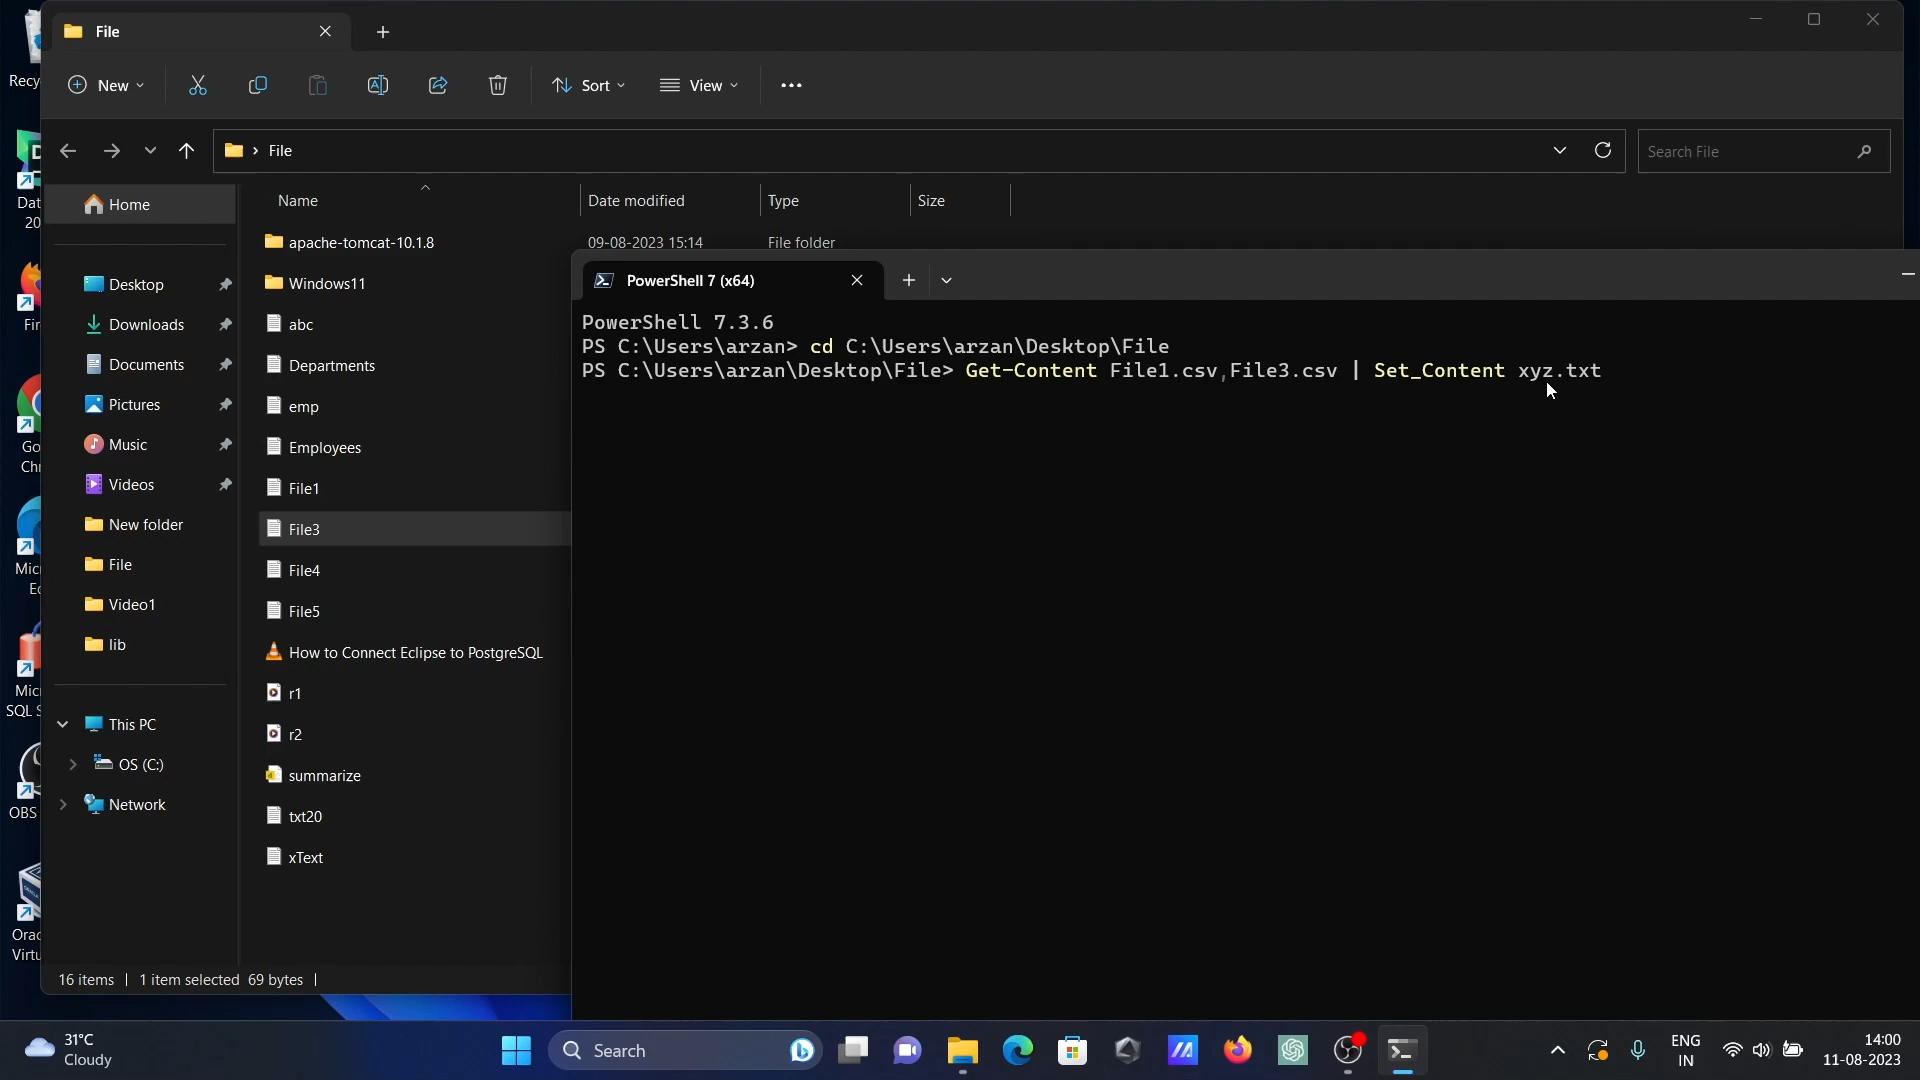 File
New
Sort
View
File
Search File
Name
Date modified
Type
Size
Home
Desktop
Downloads
Documents
Pictures
Music
Videos
New folder
File
Video1
lib
This PC
OS (C:)
Network
apache-tomcat-10.1.8 09-08-2023 15:14 File folder
Windows11
abc
Departments
emp
Employees
File1
File3
File4
File5
How to Connect Eclipse to PostgreSQL
r1
r2
summarize
txt20
xText
16 items
1 item selected 69 bytes
PowerShell 7 (x64)
PowerShell 7.3.6
PS C:\Users\arzan> cd C:\Users\arzan\Desktop\File
PS C:\Users\arzan\Desktop\File> Get-Content File1.csv,File3.csv | Set_Content xyz.txt
31°C
Cloudy
Search
ENG
IN
14:00
11-08-2023